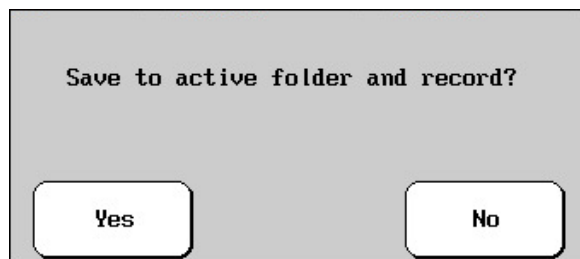 Save to active folder and record?
Yes
No